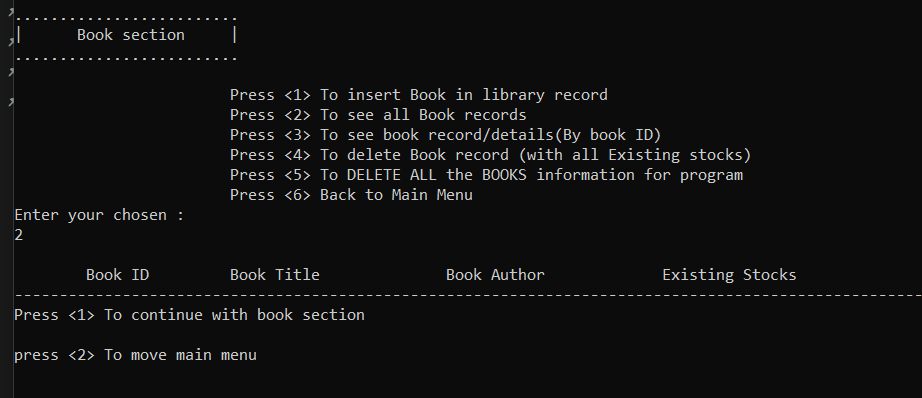 .........................
|      Book section     |
.........................
Press <1> To insert Book in library record
Press <2> To see all Book records
Press <3> To see book record/details(By book ID)
Press <4> To delete Book record (with all Existing stocks)
Press <5> To DELETE ALL the BOOKS information for program
Press <6> Back to Main Menu
Enter your chosen :
2
Book ID         Book Title              Book Author             Existing Stocks
-----------------------------------------------------------------------------------------------------
Press <1> To continue with book section
press <2> To move main menu